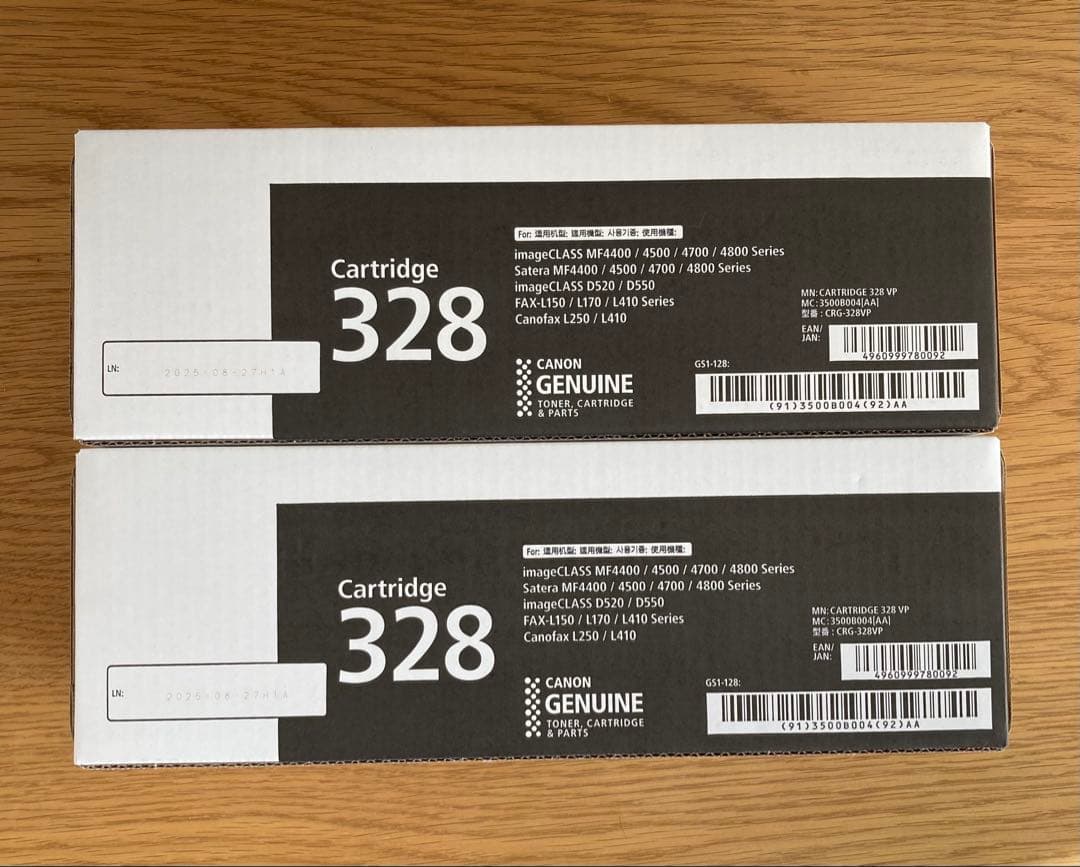 Cartridge
328
For: 适用机型: 適用機型: 사용기종: 使用機種:
imageCLASS MF4400 / 4500 / 4700 / 4800 Series
Satera MF4400 / 4500 / 4700 / 4800 Series
imageCLASS D520 / D550
FAX-L150 / L170 / L410 Series
Canofax L250 / L410
MN: CARTRIDGE 328 VP
MC: 3500B004[AA]
型番 : CRG-328VP
EAN/
JAN:
4960999780092
GS1-128:
(91)3500B004(92)AA
CANON
GENUINE
TONER, CARTRIDGE
& PARTS
LN: 2025-08-27H1A
Cartridge
328
For: 适用机型: 適用機型: 사용기종: 使用機種:
imageCLASS MF4400 / 4500 / 4700 / 4800 Series
Satera MF4400 / 4500 / 4700 / 4800 Series
imageCLASS D520 / D550
FAX-L150 / L170 / L410 Series
Canofax L250 / L410
MN: CARTRIDGE 328 VP
MC: 3500B004[AA]
型番 : CRG-328VP
EAN/
JAN:
4960999780092
GS1-128:
(91)3500B004(92)AA
CANON
GENUINE
TONER, CARTRIDGE
& PARTS
LN: 2025-08-27H1A